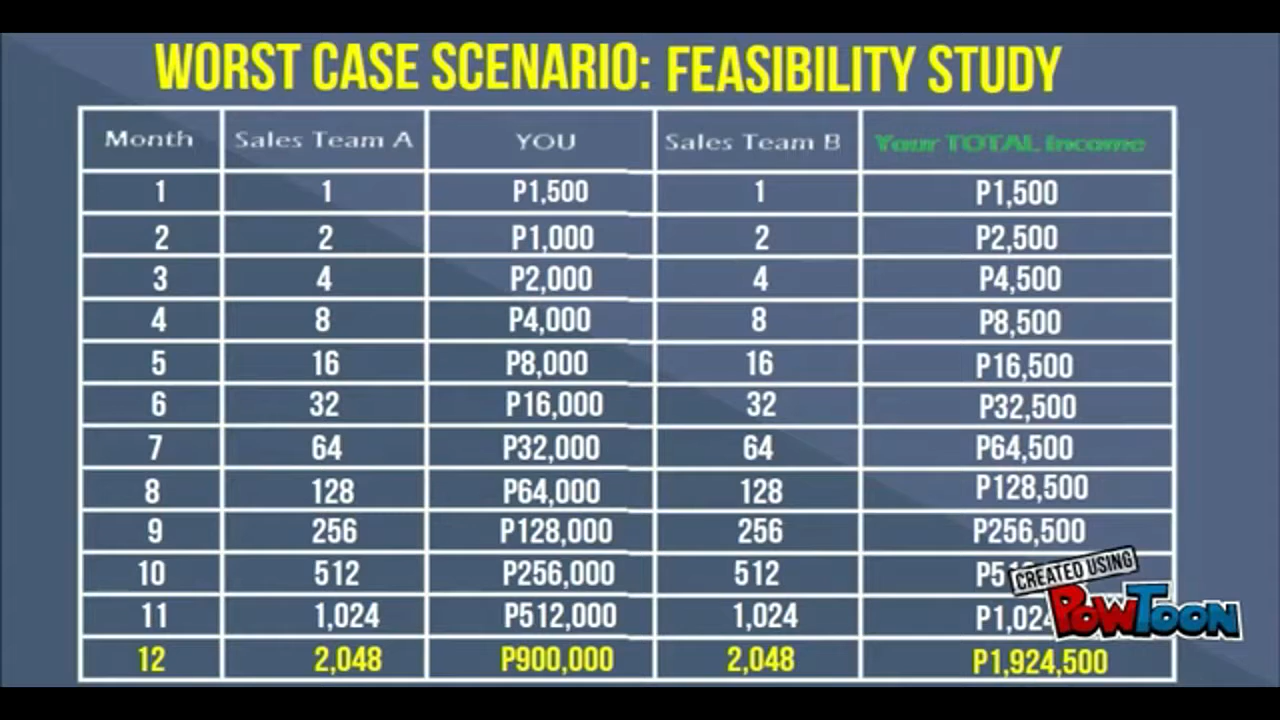 WORST CASE SCENARIO: FEASIBILITY STUDY
Month Sales Team A YOU Sales Team B Your TOTAL Income
1 1 P1,500 1 P1,500
2 2 P1,000 2 P2,500
3 4 P2,000 4 P4,500
4 8 P4,000 8 P8,500
5 16 P8,000 16 P16,500
6 32 P16,000 32 P32,500
7 64 P32,000 64 P64,500
8 128 P64,000 128 P128,500
9 256 P128,000 256 P256,500
10 512 P256,000 512
11 1,024 P512,000 1,024
12 2,048 P900,000 2,048 P1,924,500
CREATED USING
POWTOON